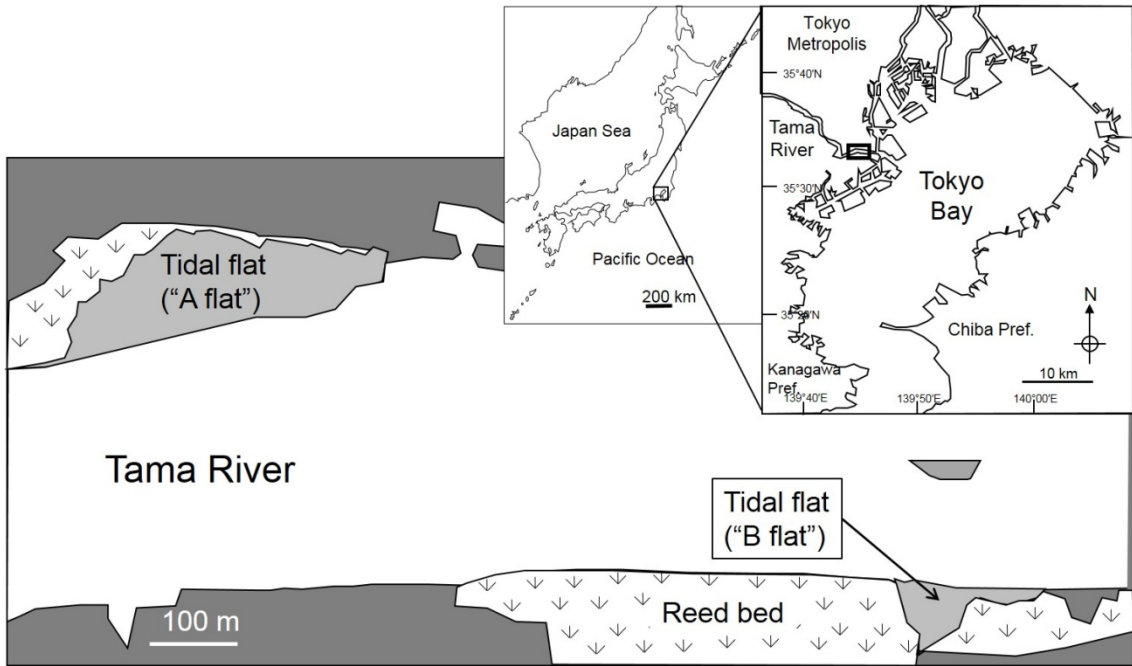 Tokyo
Metropolis
35°40'N
Japan Sea
Tama
River
35°30'N
Tokyo
Bay
Pacific Ocean
200 km
35°20'N
N
Chiba Pref.
10 km
Kanagawa
Pref.
139°40'E
139°50'E
140°00'E
Tidal flat
("A flat")
Tama River
Tidal flat
("B flat")
Reed bed
100 m